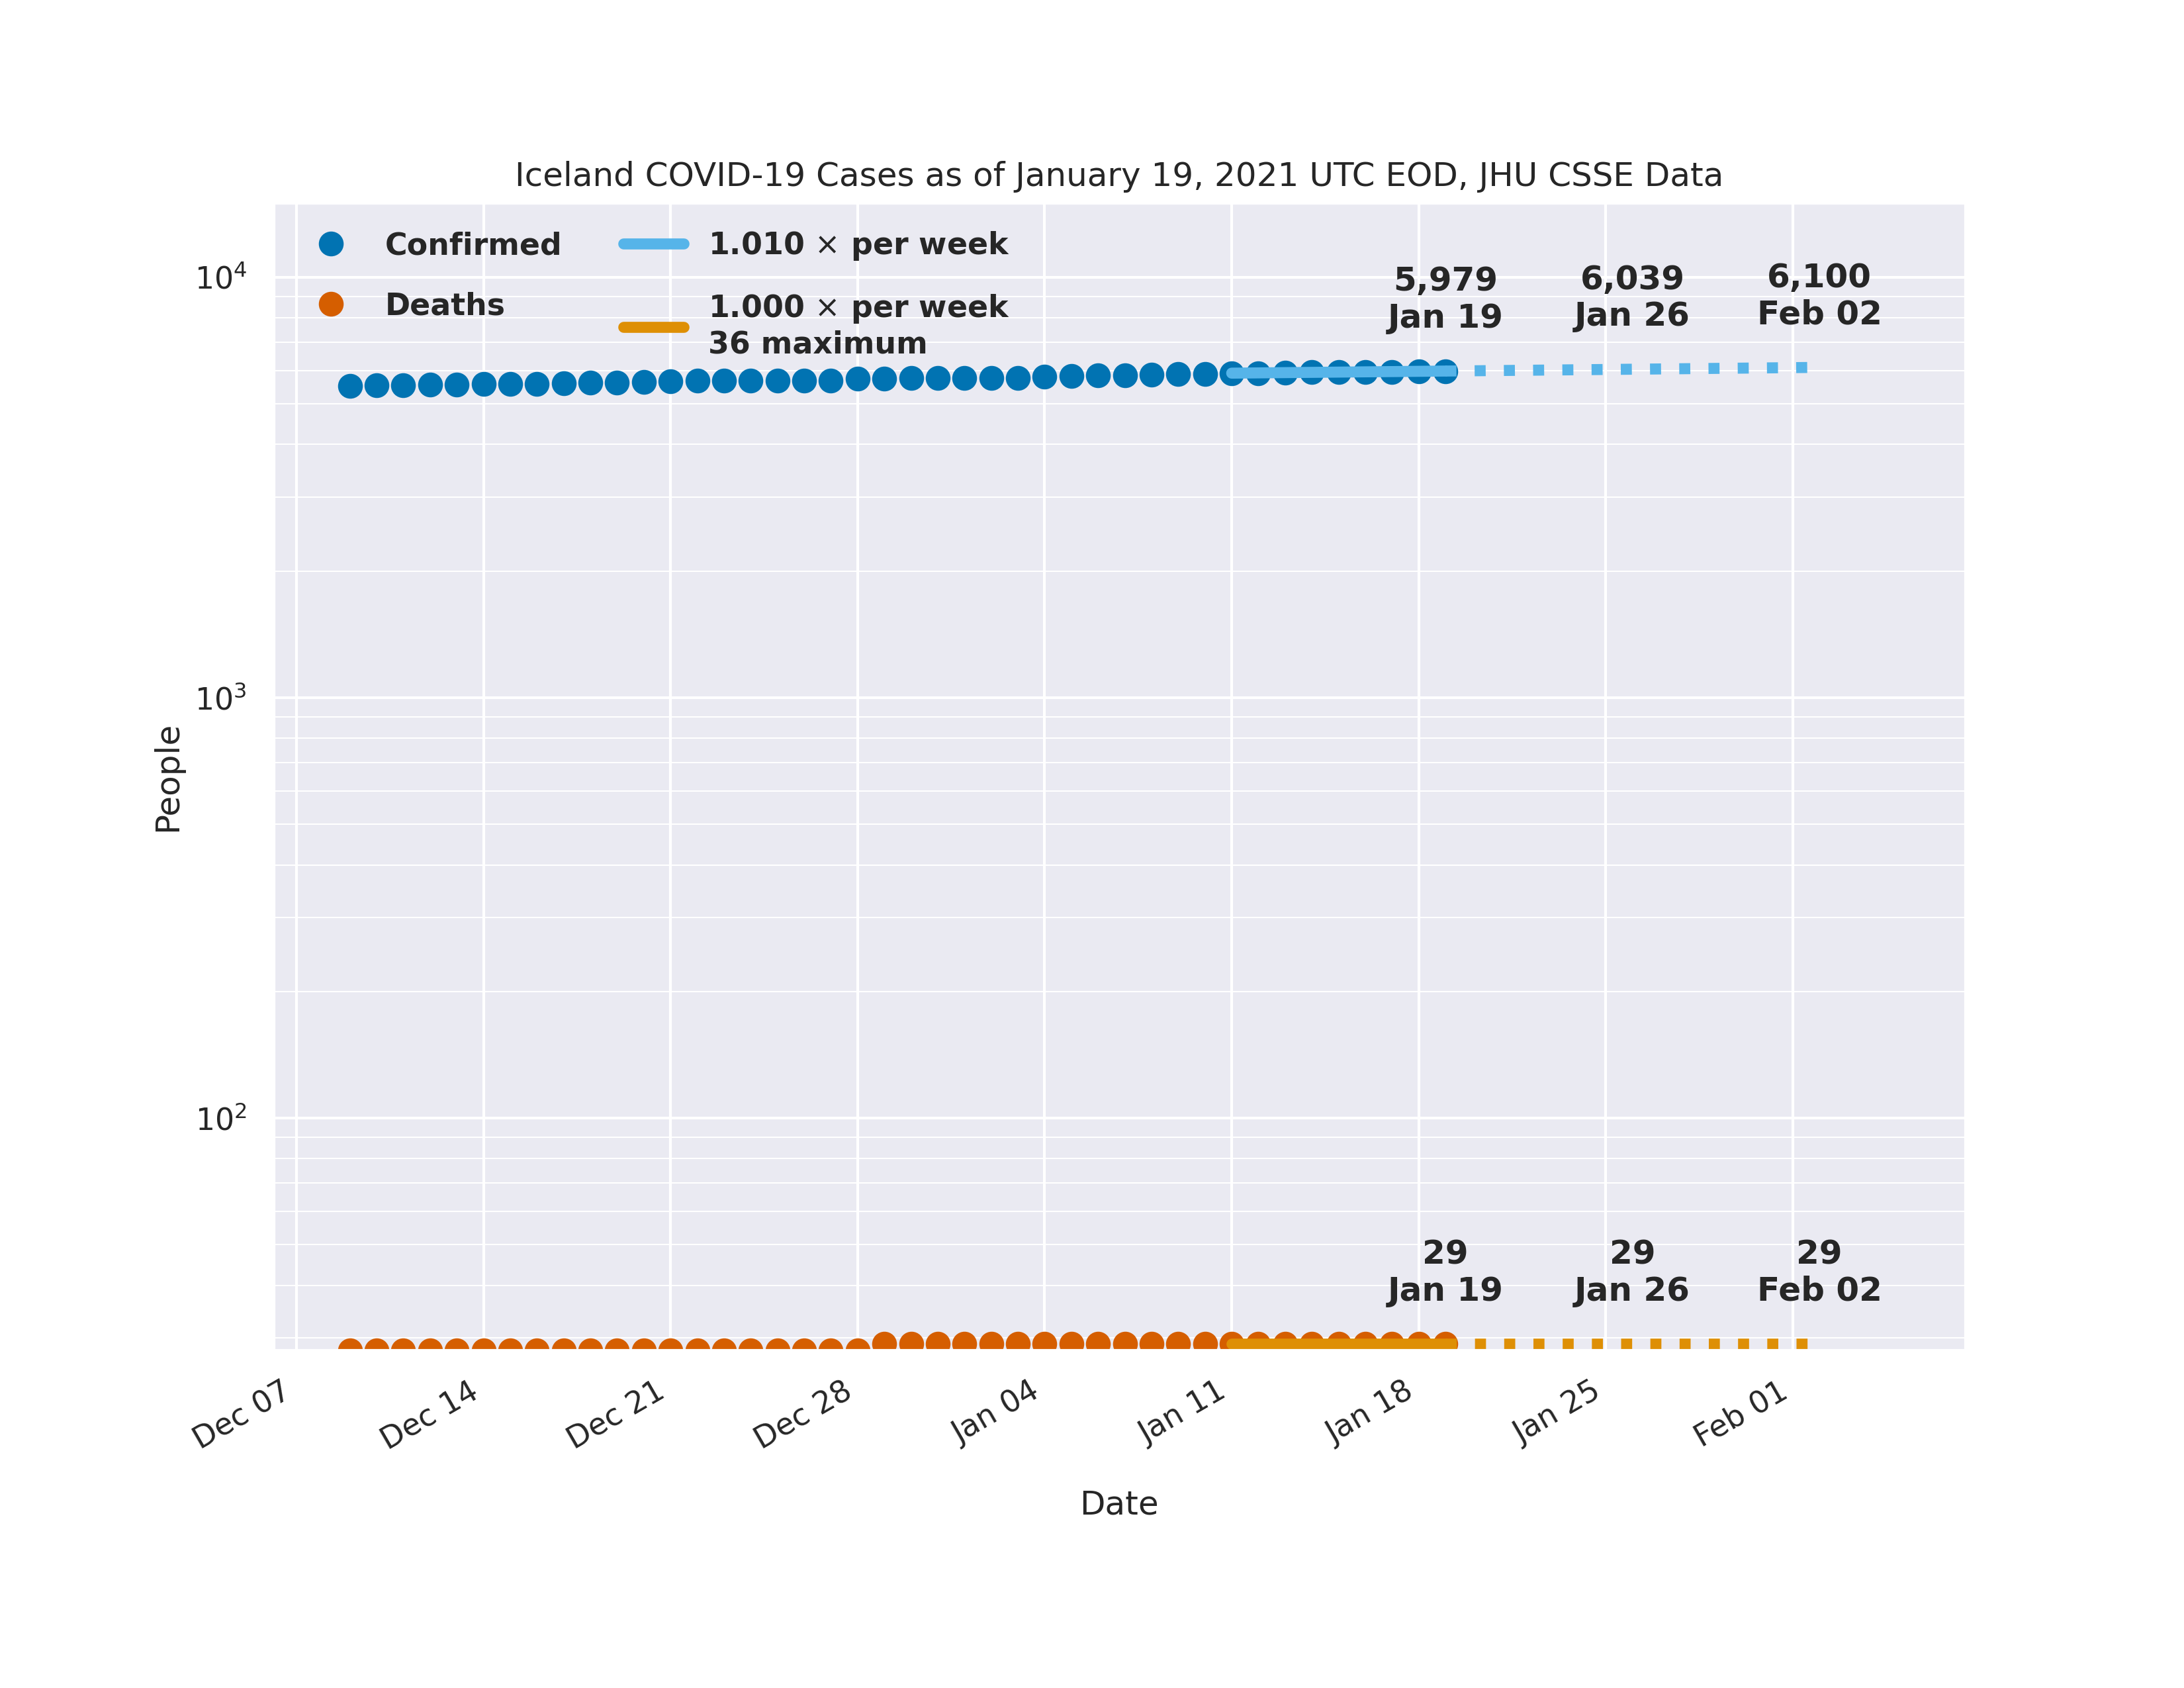 Iceland COVID-19 Cases as of January 19, 2021 UTC EOD, JHU CSSE Data
Confirmed
Deaths
1.010 × per week
1.000 × per week
36 maximum
5,979
Jan 19
6,039
Jan 26
6,100
Feb 02
10⁴
10³
10²
People
29
Jan 19
29
Jan 26
29
Feb 02
Dec 07
Dec 14
Dec 21
Dec 28
Jan 04
Jan 11
Jan 18
Jan 25
Feb 01
Date